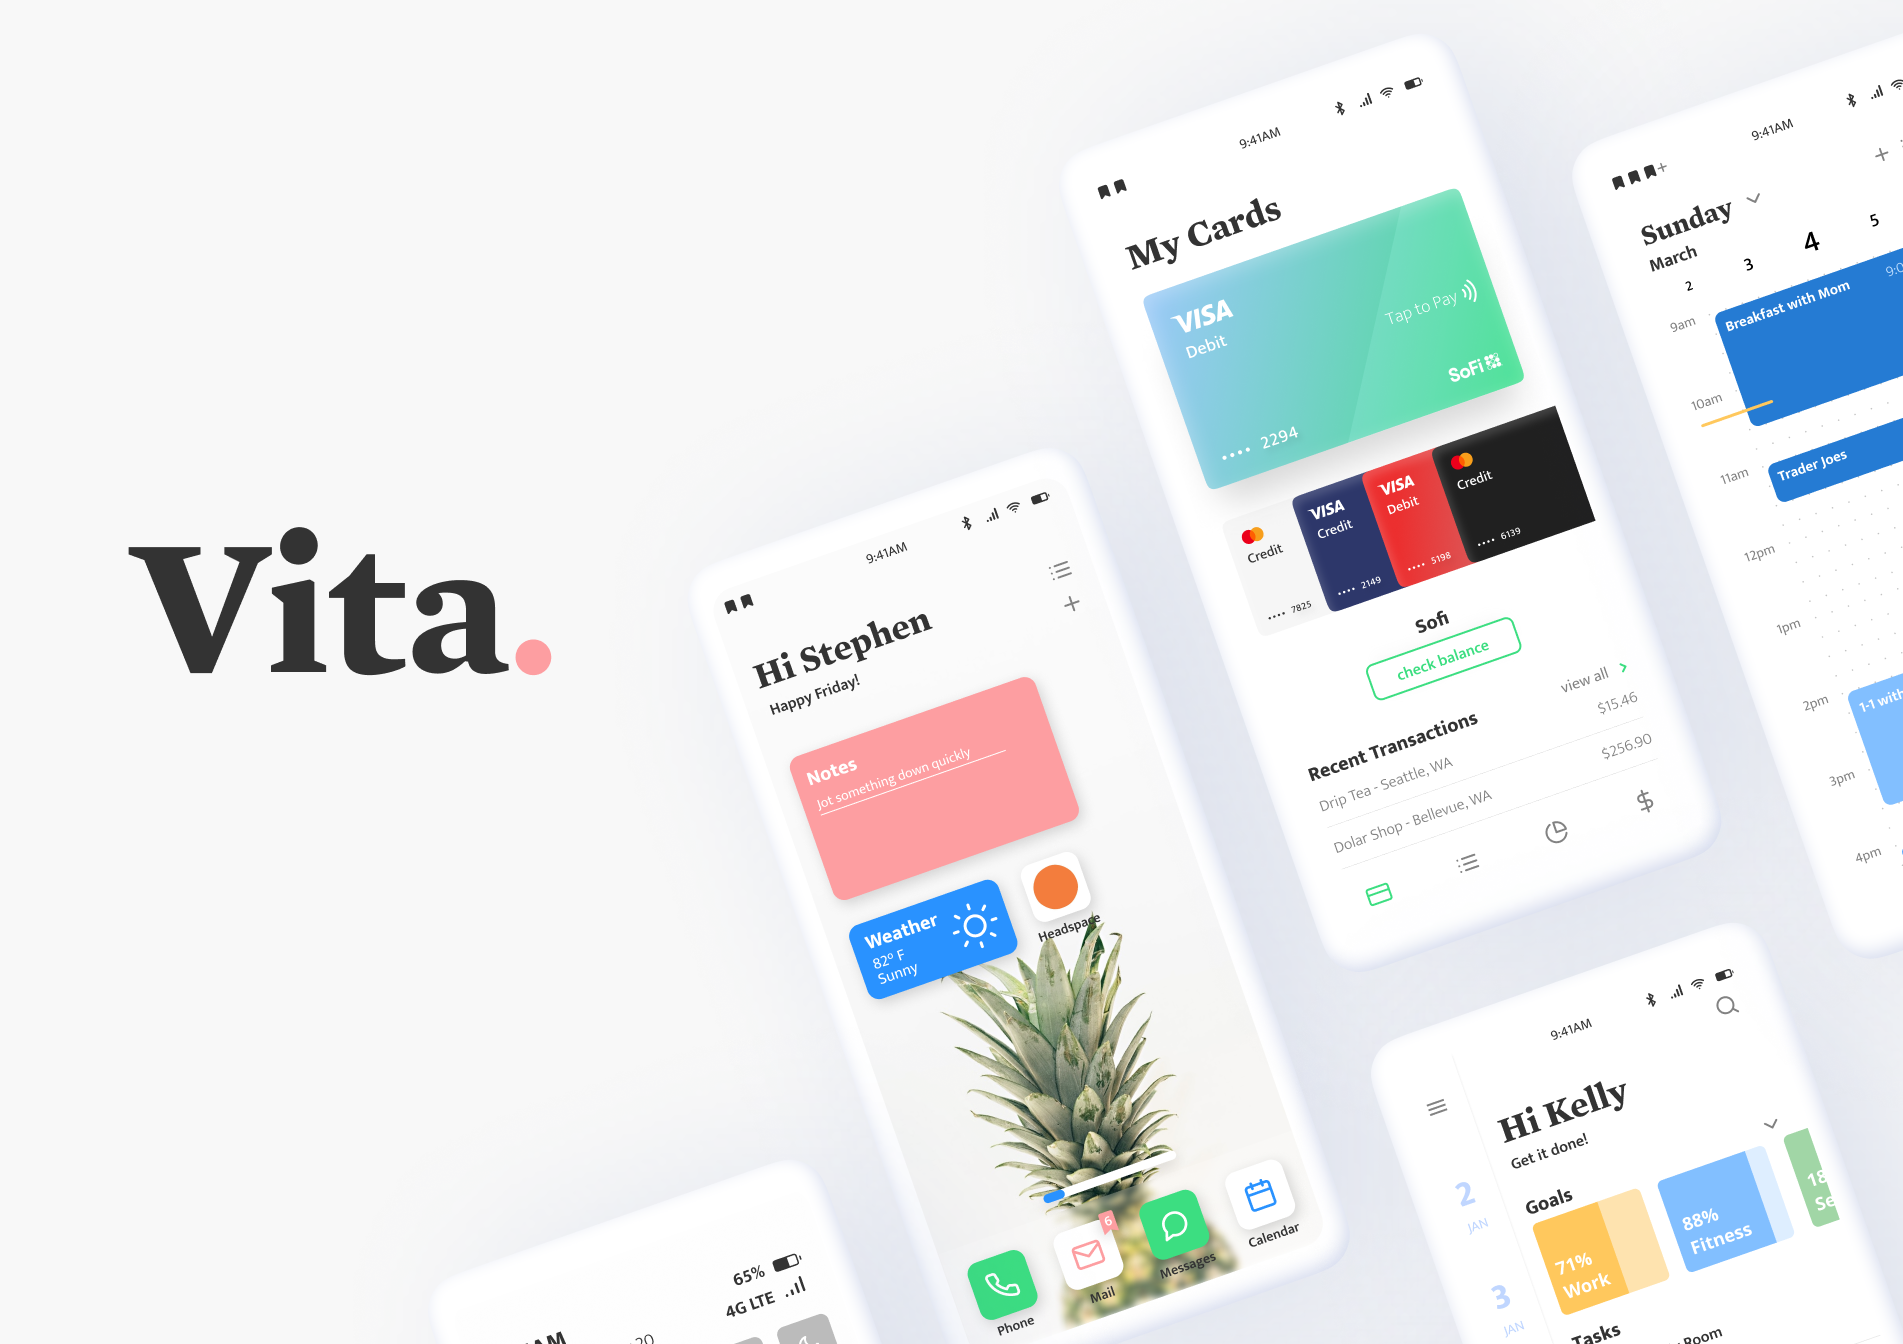 Vita.
9:41AM
Hi Stephen
Happy Friday!
Notes
Jot something down quickly
Weather
82º F
Sunny
Headspace
Phone
6
Mail
Messages
Calendar
9:41AM
My Cards
VISA
Debit
Tap to Pay
SoFi
•••• 2294
Credit
•••• 7825
VISA
Credit
•••• 2149
VISA
Debit
•••• 5198
Credit
•••• 6139
Sofi
check balance
Recent Transactions
view all
Drip Tea - Seattle, WA
$15.46
Dolar Shop - Bellevue, WA
$256.90
9:41AM
Sunday
March
2 3 4 5
9am
Breakfast with Mom
9:0
10am
11am
Trader Joes
12pm
1pm
2pm
1-1 with
3pm
4pm
9:41AM
Hi Kelly
Get it done!
Goals
71%
Work
88%
Fitness
18
Se
2
JAN
3
JAN
Tasks
Room
65%
4G LTE
AM
20